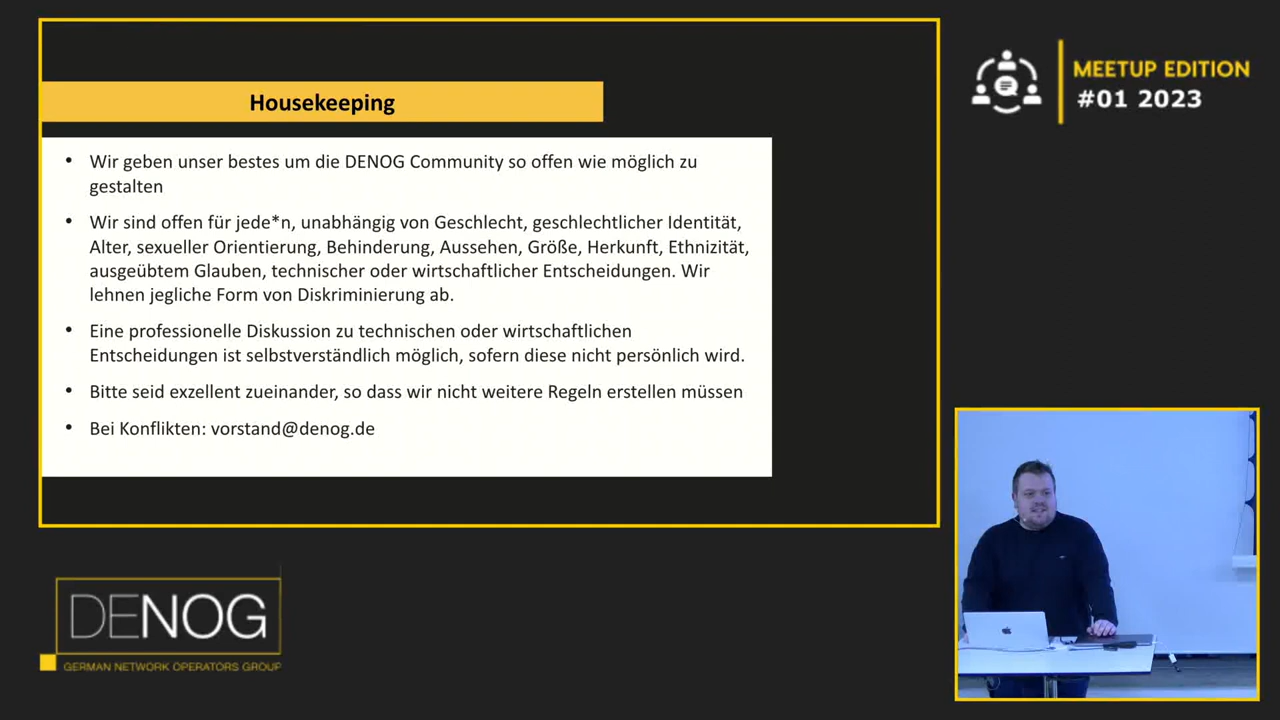 Housekeeping
• Wir geben unser bestes um die DENOG Community so offen wie möglich zu
gestalten
• Wir sind offen für jede*n, unabhängig von Geschlecht, geschlechtlicher Identität,
Alter, sexueller Orientierung, Behinderung, Aussehen, Größe, Herkunft, Ethnizität,
ausgeübtem Glauben, technischer oder wirtschaftlicher Entscheidungen. Wir
lehnen jegliche Form von Diskriminierung ab.
• Eine professionelle Diskussion zu technischen oder wirtschaftlichen
Entscheidungen ist selbstverständlich möglich, sofern diese nicht persönlich wird.
• Bitte seid exzellent zueinander, so dass wir nicht weitere Regeln erstellen müssen
• Bei Konflikten: vorstand@denog.de
MEETUP EDITION
#01 2023
DENOG
GERMAN NETWORK OPERATORS GROUP